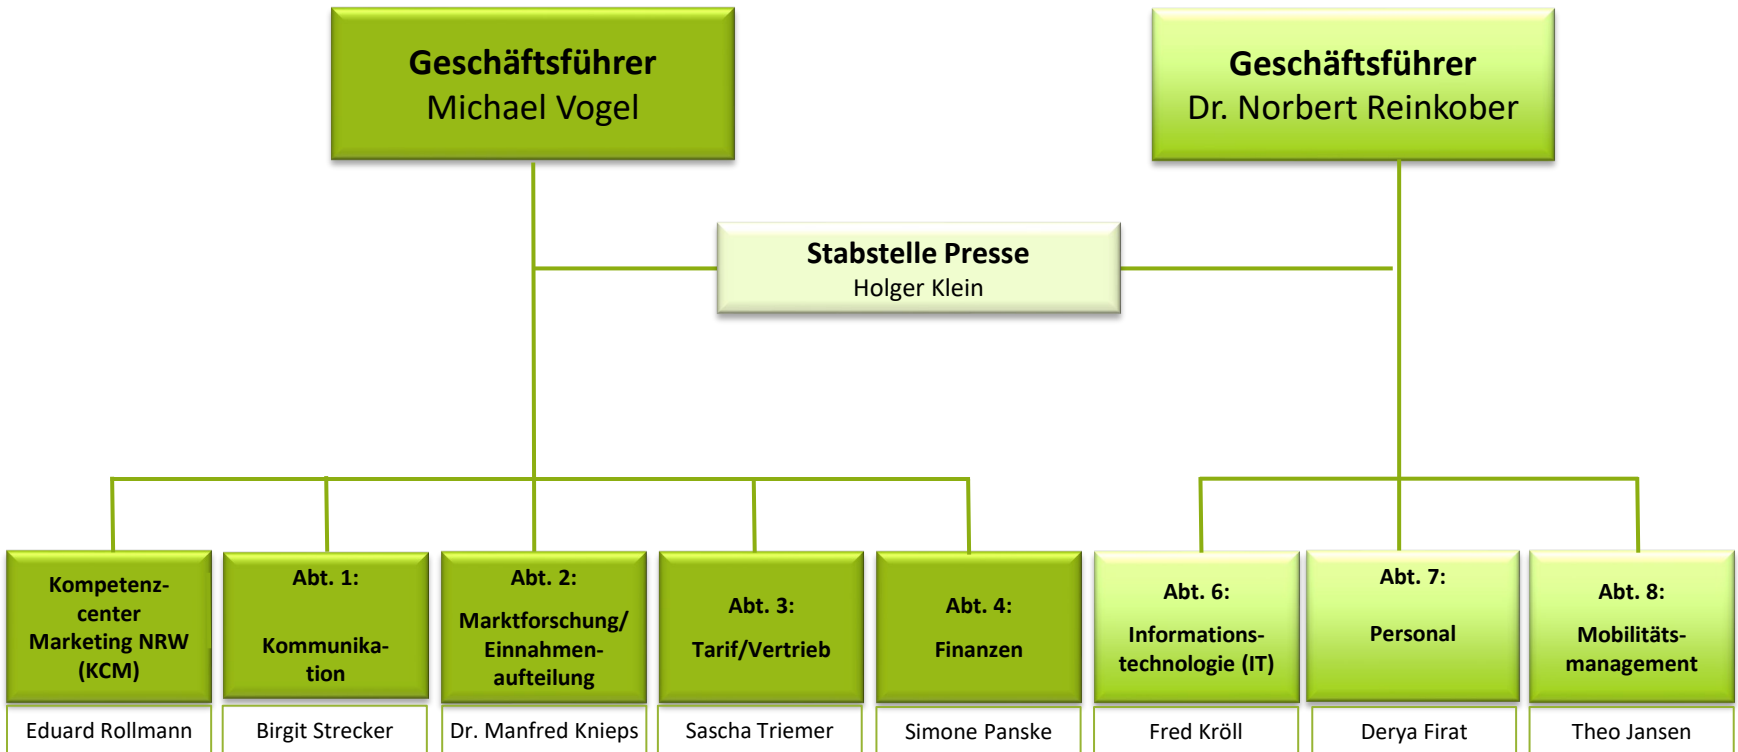 Geschäftsführer
Michael Vogel
Geschäftsführer
Dr. Norbert Reinkober
Stabstelle Presse
Holger Klein
Kompetenz-
center
Marketing NRW
(KCM)
Eduard Rollmann
Abt. 1:
Kommunika-
tion
Birgit Strecker
Abt. 2:
Marktforschung/
Einnahmen-
aufteilung
Dr. Manfred Knieps
Abt. 3:
Tarif/Vertrieb
Sascha Triemer
Abt. 4:
Finanzen
Simone Panske
Abt. 6:
Informations-
technologie (IT)
Fred Kröll
Abt. 7:
Personal
Derya Firat
Abt. 8:
Mobilitäts-
management
Theo Jansen